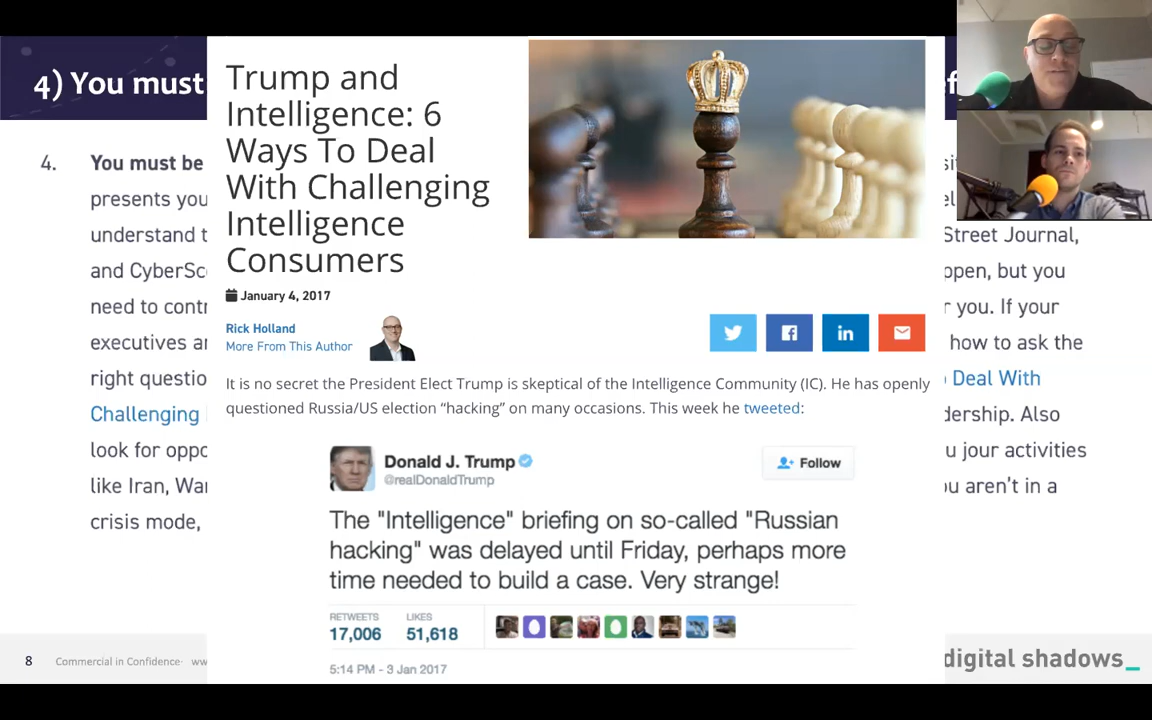 4) You must
4. You must be
presents you
understand t
and CyberSc
need to contr
executives ar
right questio
Challenging
look for oppo
like Iran, War
crisis mode,
Trump and
Intelligence: 6
Ways To Deal
With Challenging
Intelligence
Consumers
January 4, 2017
Rick Holland
More From This Author
It is no secret the President Elect Trump is skeptical of the Intelligence Community (IC). He has openly
questioned Russia/US election “hacking” on many occasions. This week he tweeted:
Donald J. Trump
@realDonaldTrump
Follow
The "Intelligence" briefing on so-called "Russian
hacking" was delayed until Friday, perhaps more
time needed to build a case. Very strange!
RETWEETS LIKES
17,006 51,618
5:14 PM - 3 Jan 2017
Street Journal,
open, but you
r you. If your
how to ask the
Deal With
dership. Also
u jour activities
ou aren’t in a
8 Commercial in Confidence ww
digital shadows_